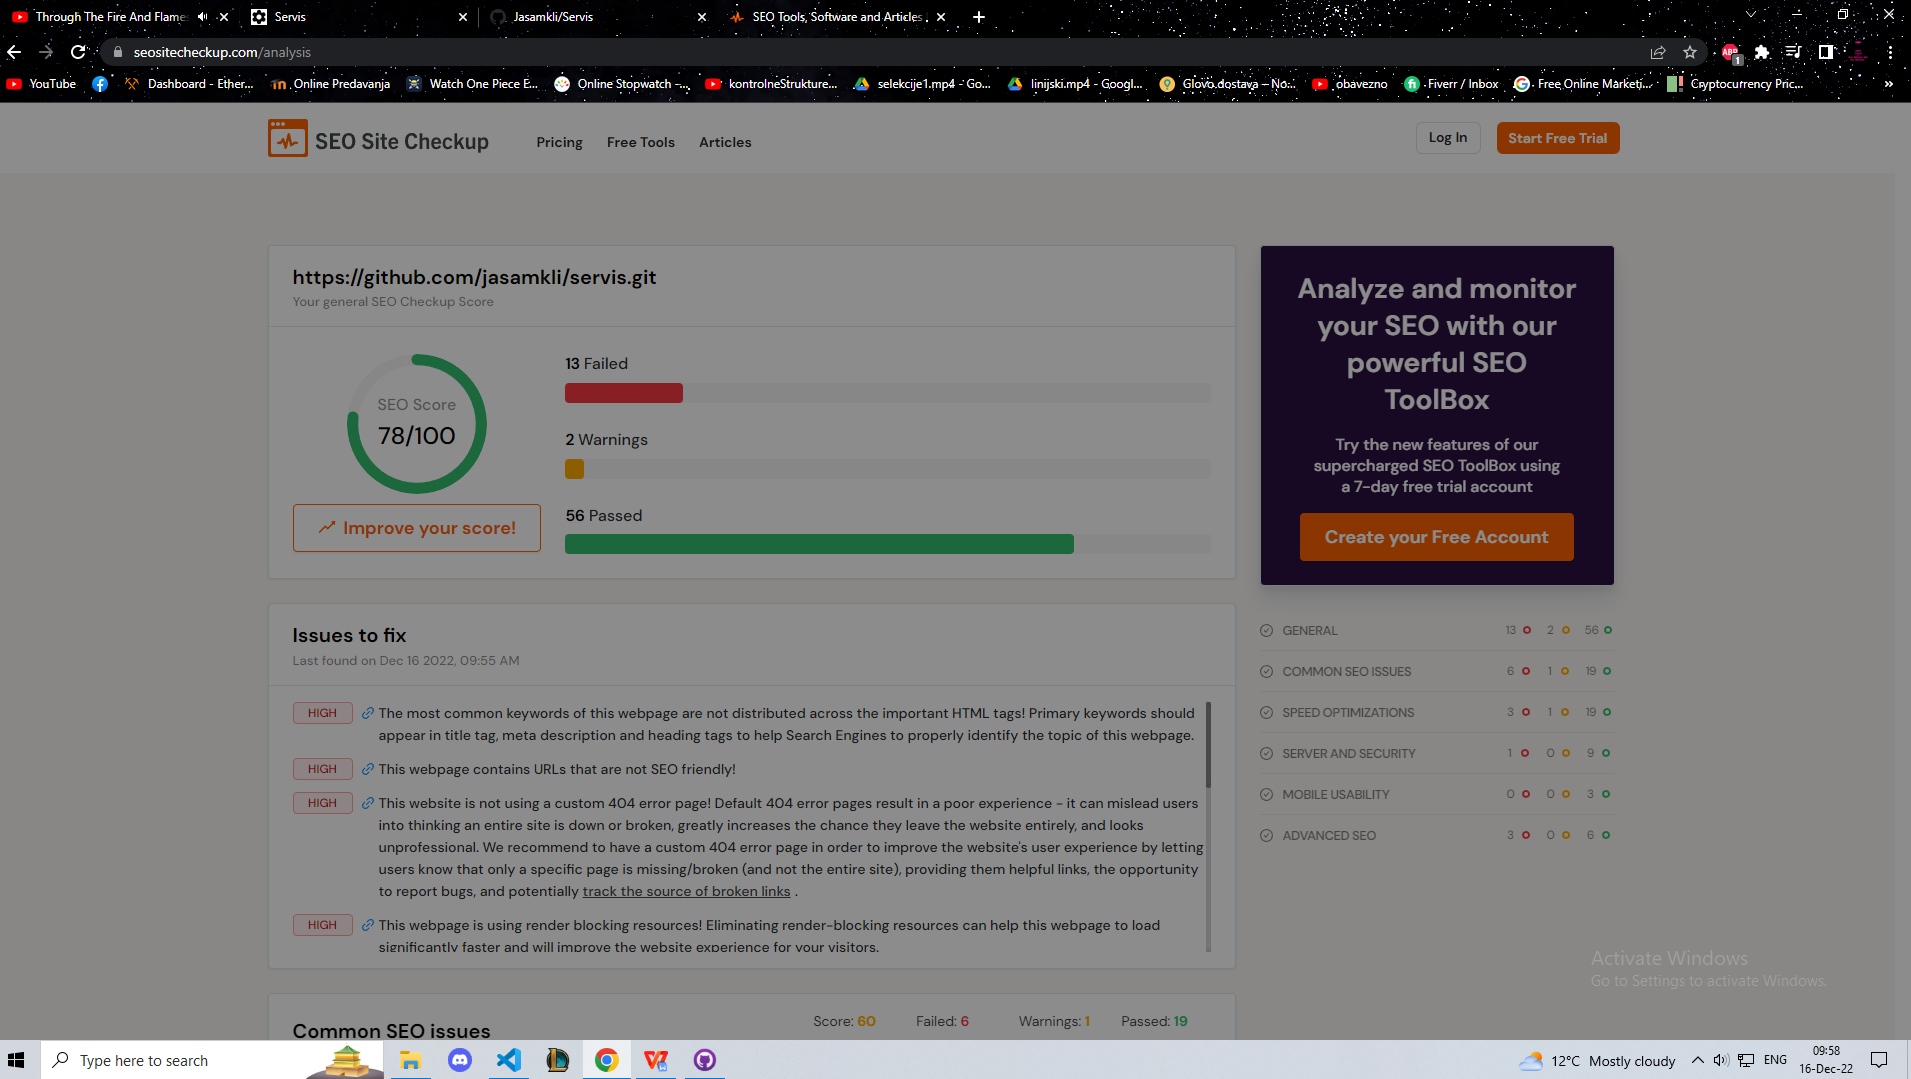 Through The Fire And Flames
Servis
Jasamkli/Servis
SEO Tools, Software and Articles
seositecheckup.com/analysis
YouTube
Dashboard - Ether...
Online Predavanja
Watch One Piece E...
Online Stopwatch -...
kontrolneStrukture...
selekcije1.mp4 - Go...
linijski.mp4 - Googl...
Glovo dostava – No...
obavezno
Fiverr / Inbox
Free Online Marketi...
Cryptocurrency Pric...
ABP
1
SEO Site Checkup
Pricing
Free Tools
Articles
Log In
Start Free Trial
https://github.com/jasamkli/servis.git
Your general SEO Checkup Score
SEO Score
78/100
Improve your score!
13 Failed
2 Warnings
56 Passed
Analyze and monitor
your SEO with our
powerful SEO
ToolBox
Try the new features of our
supercharged SEO ToolBox using
a 7-day free trial account
Create your Free Account
Issues to fix
Last found on Dec 16 2022, 09:55 AM
HIGH The most common keywords of this webpage are not distributed across the important HTML tags! Primary keywords should
appear in title tag, meta description and heading tags to help Search Engines to properly identify the topic of this webpage.
HIGH This webpage contains URLs that are not SEO friendly!
HIGH This website is not using a custom 404 error page! Default 404 error pages result in a poor experience - it can mislead users
into thinking an entire site is down or broken, greatly increases the chance they leave the website entirely, and looks
unprofessional. We recommend to have a custom 404 error page in order to improve the website's user experience by letting
users know that only a specific page is missing/broken (and not the entire site), providing them helpful links, the opportunity
to report bugs, and potentially track the source of broken links .
HIGH This webpage is using render blocking resources! Eliminating render-blocking resources can help this webpage to load
significantly faster and will improve the website experience for your visitors.
GENERAL 13 2 56
COMMON SEO ISSUES 6 1 19
SPEED OPTIMIZATIONS 3 1 19
SERVER AND SECURITY 1 0 9
MOBILE USABILITY 0 0 3
ADVANCED SEO 3 0 6
Common SEO issues
Score: 60 Failed: 6 Warnings: 1 Passed: 19
Activate Windows
Go to Settings to activate Windows.
Type here to search
12°C Mostly cloudy
ENG
09:58
16-Dec-22